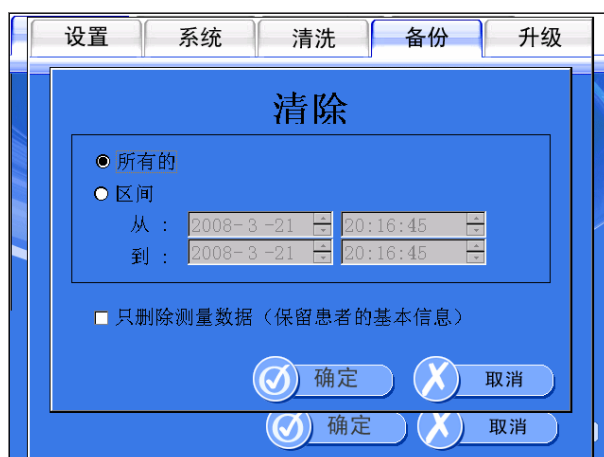 设置 系统 清洗 备份 升级
清除
所有的
区间
从 : 2008- 3 -21 20:16:45
到 : 2008- 3 -21 20:16:45
只删除测量数据（保留患者的基本信息）
确定 取消
确定 取消